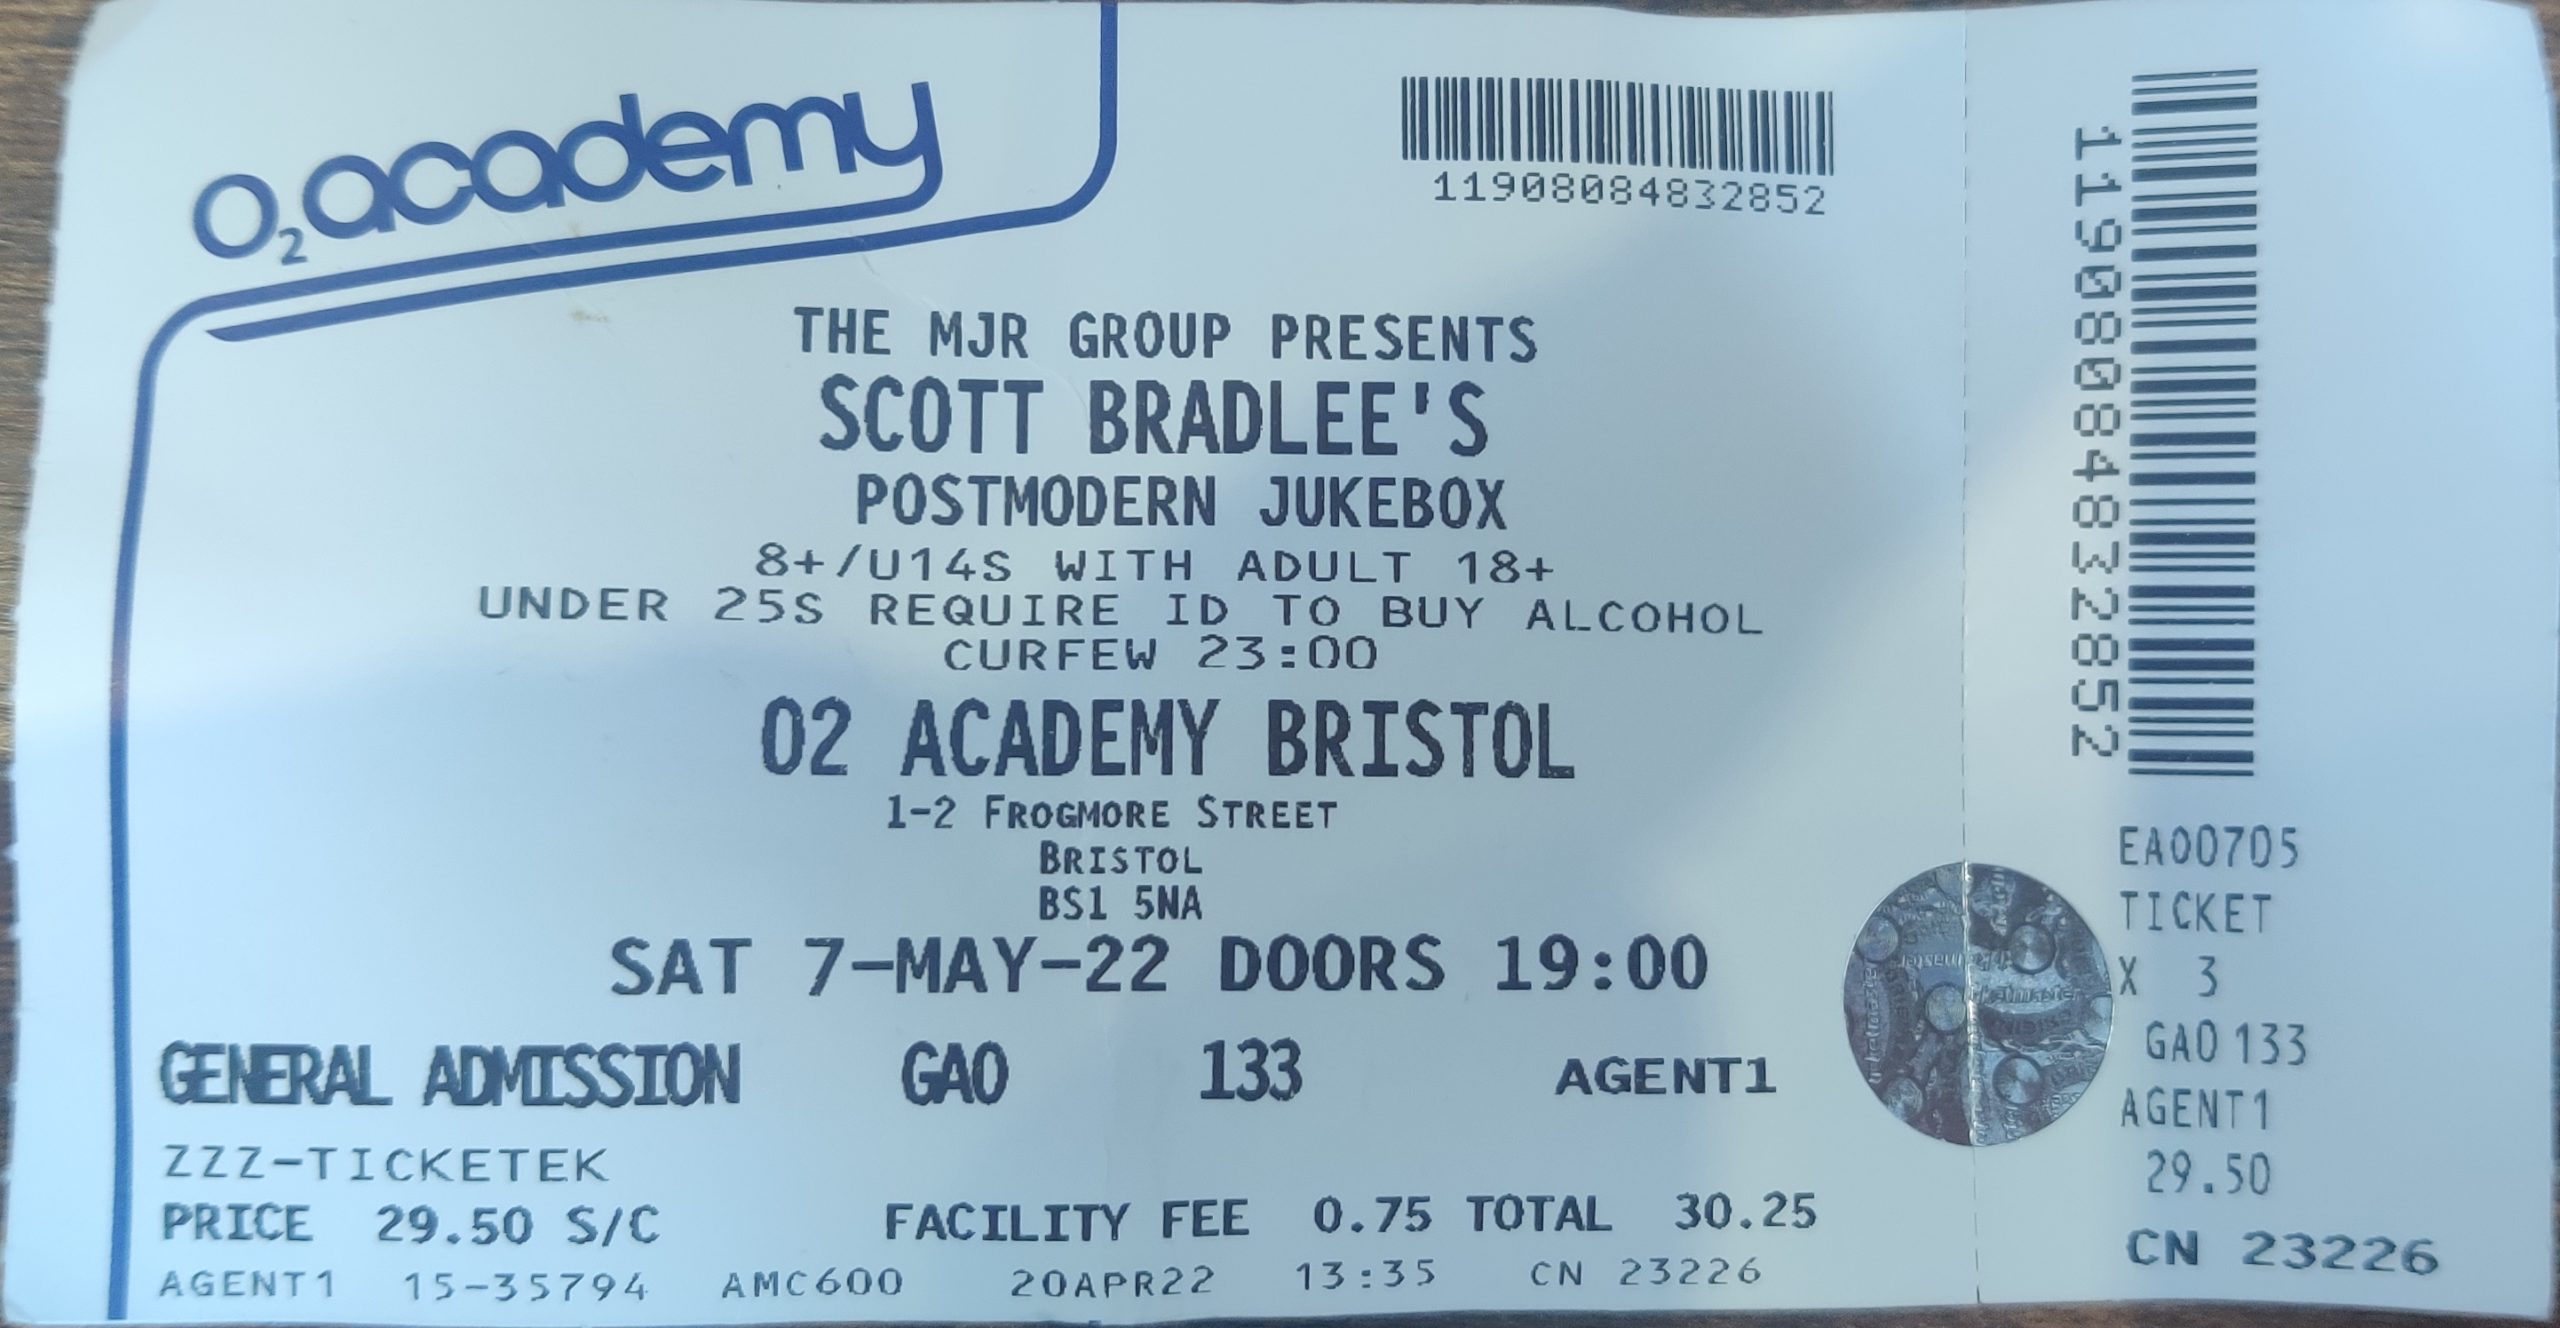 O2 academy
11908084832852
THE MJR GROUP PRESENTS
SCOTT BRADLEE'S
POSTMODERN JUKEBOX
8+/U14S WITH ADULT 18+
UNDER 25S REQUIRE ID TO BUY ALCOHOL
CURFEW 23:00
O2 ACADEMY BRISTOL
1-2 FROGMORE STREET
BRISTOL
BS1 5NA
SAT 7-MAY-22 DOORS 19:00
GENERAL ADMISSION GAO 133 AGENT1
ZZZ-TICKETEK
PRICE 29.50 S/C FACILITY FEE 0.75 TOTAL 30.25
AGENT1 15-35794 AMC600 20APR22 13:35 CN 23226
11908084832852
EA00705
TICKET
X 3
GAO 133
AGENT1
29.50
CN 23226